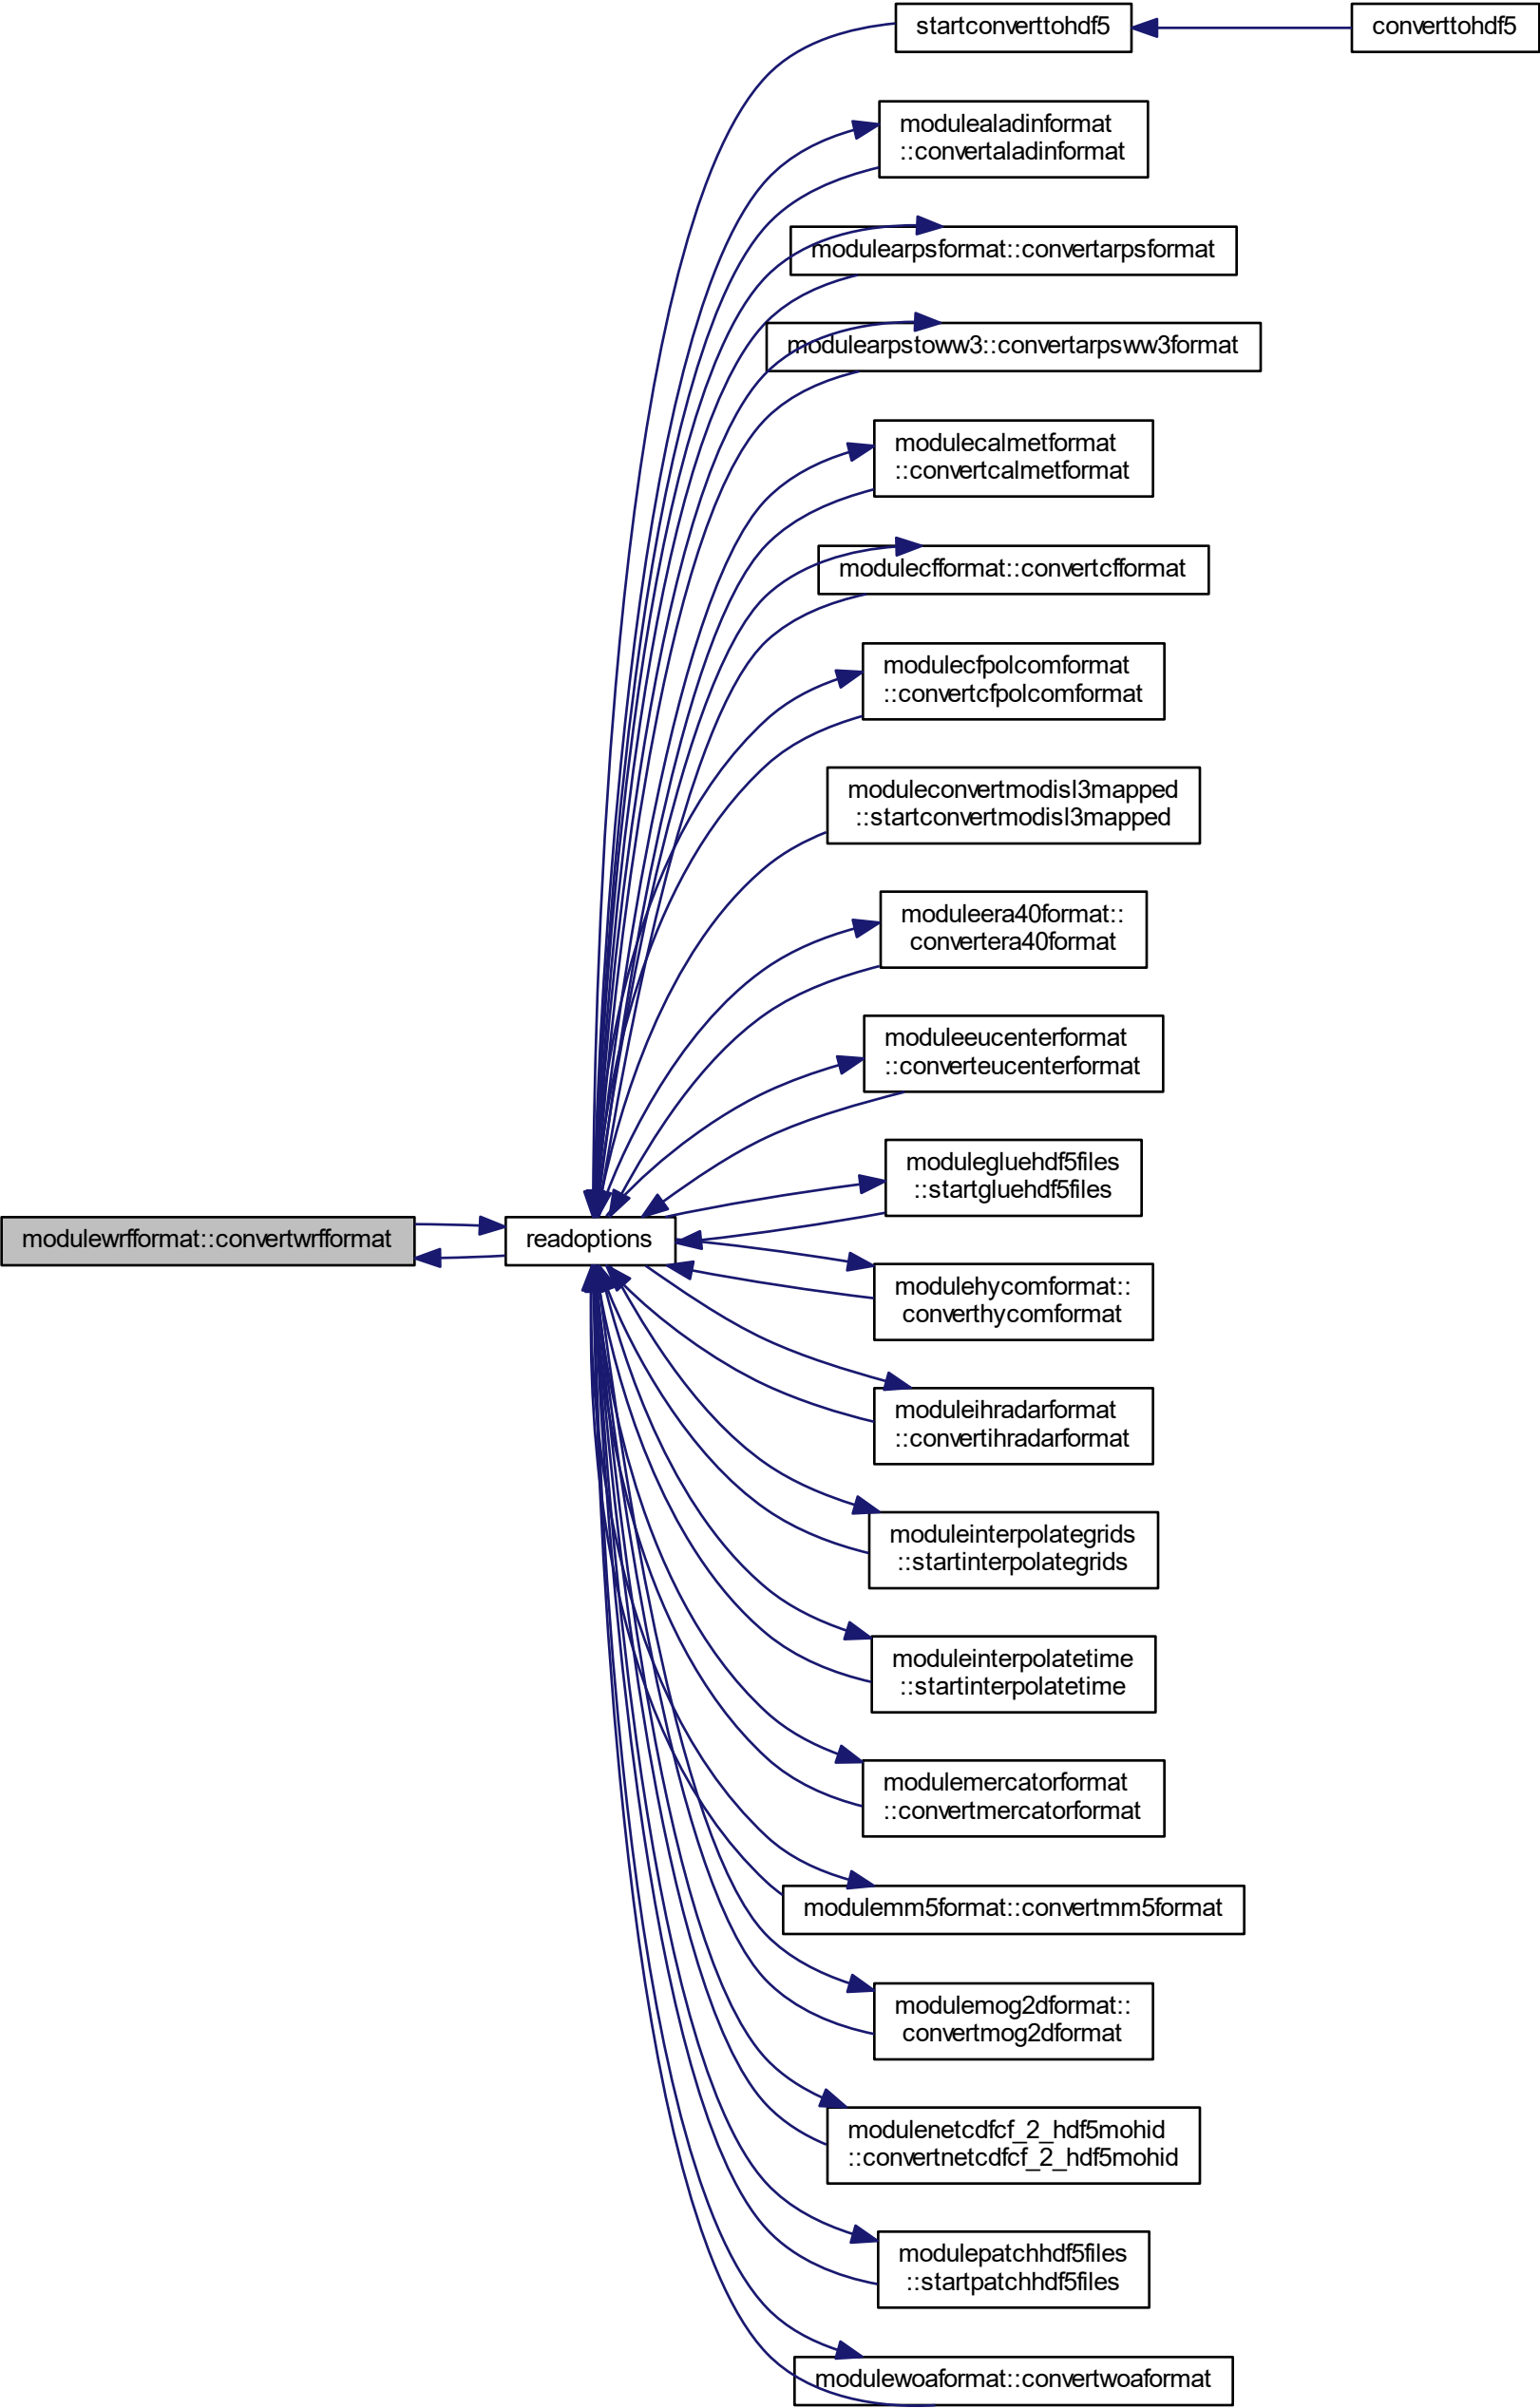 startconverttohdf5
converttohdf5
modulealadinformat
::convertaladinformat
modulearpsformat::convertarpsformat
modulearpstoww3::convertarpsww3format
modulecalmetformat
::convertcalmetformat
modulecfformat::convertcfformat
modulecfpolcomformat
::convertcfpolcomformat
moduleconvertmodisl3mapped
::startconvertmodisl3mapped
moduleera40format::
convertera40format
moduleeucenterformat
::converteucenterformat
modulegluehdf5files
::startgluehdf5files
modulewrfformat::convertwrfformat
readoptions
modulehycomformat::
converthycomformat
moduleihradarformat
::convertihradarformat
moduleinterpolategrids
::startinterpolategrids
moduleinterpolatetime
::startinterpolatetime
modulemercatorformat
::convertmercatorformat
modulemm5format::convertmm5format
modulemog2dformat::
convertmog2dformat
modulenetcdfcf_2_hdf5mohid
::convertnetcdfcf_2_hdf5mohid
modulepatchhdf5files
::startpatchhdf5files
modulewoaformat::convertwoaformat